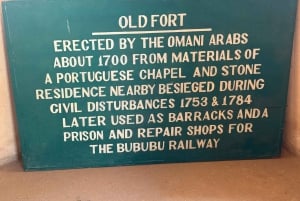 OLD FORT
ERECTED BY THE OMANI ARABS
ABOUT 1700 FROM MATERIALS OF
A PORTUGUESE CHAPEL AND STONE
RESIDENCE NEARBY BESIEGED DURING
CIVIL DISTURBANCES 1753 & 1784
LATER USED AS BARRACKS AND A
PRISON AND REPAIR SHOPS FOR
THE BUBUBU RAILWAY